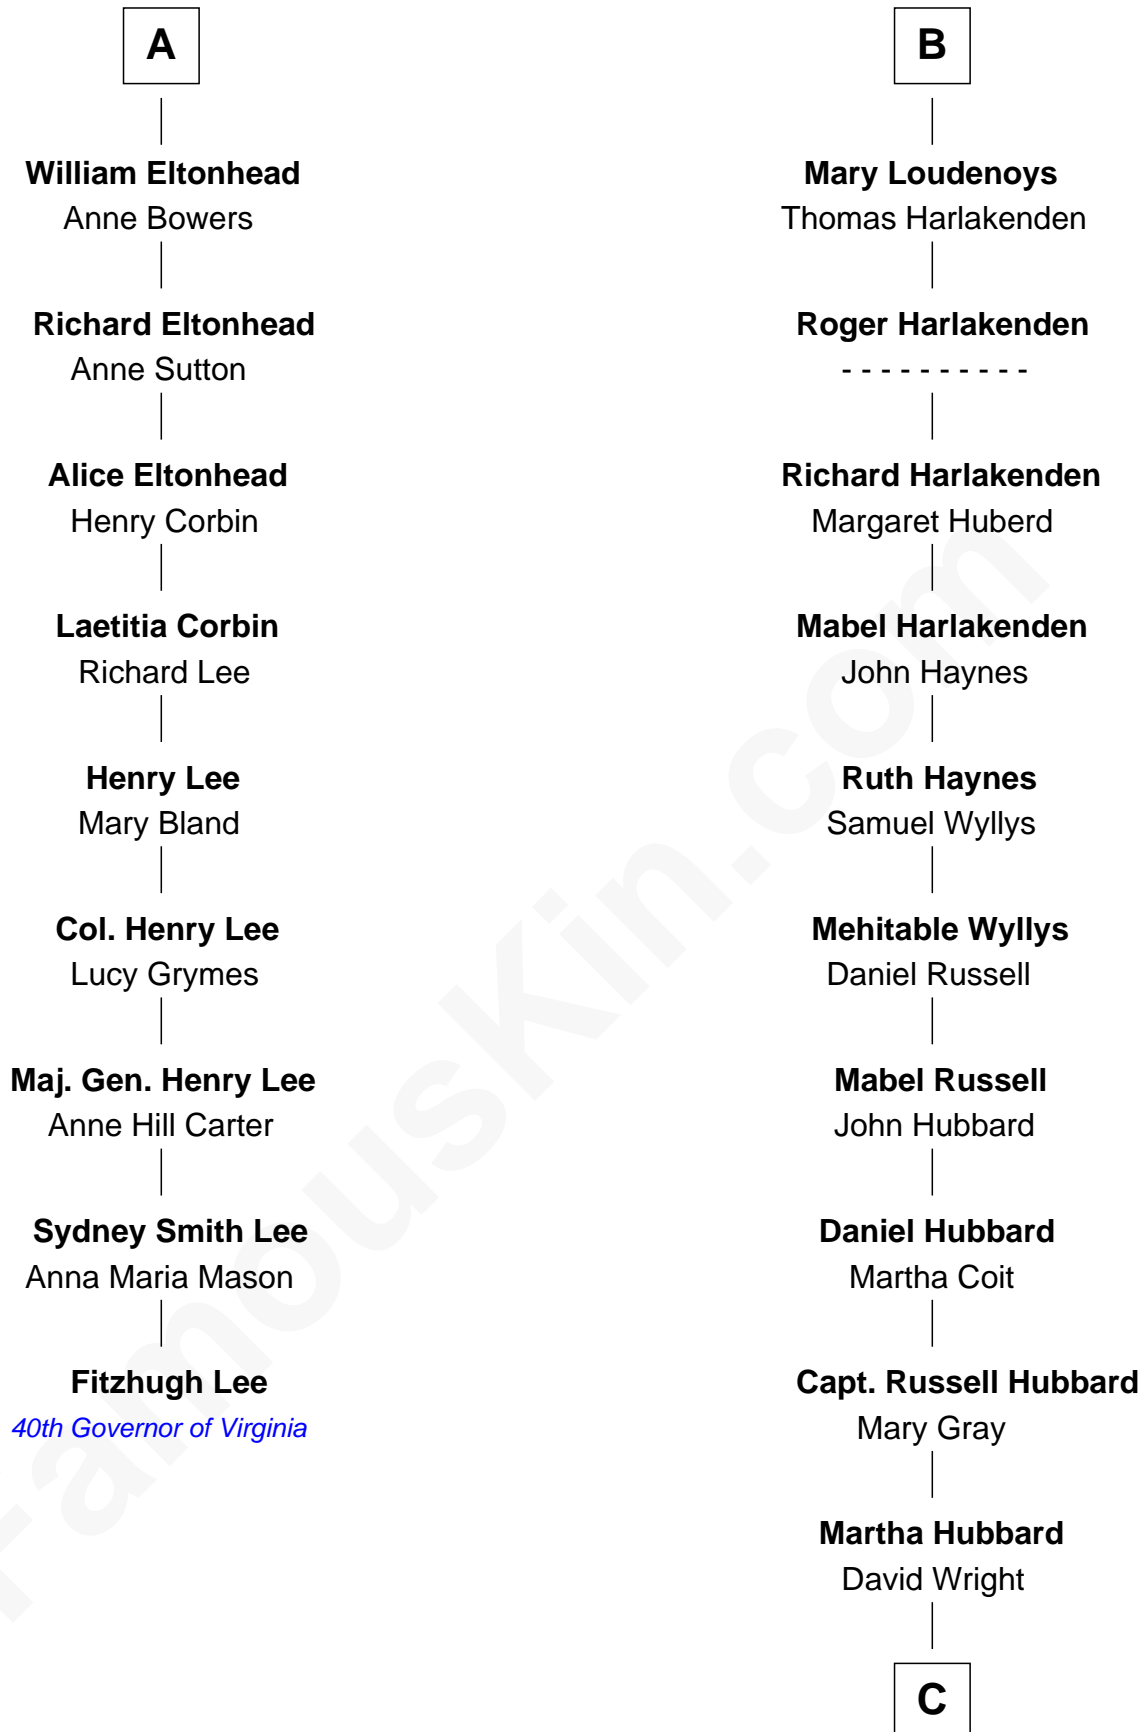 A
William Eltonhead
Anne Bowers
Richard Eltonhead
Anne Sutton
Alice Eltonhead
Henry Corbin
Laetitia Corbin
Richard Lee
Henry Lee
Mary Bland
Col. Henry Lee
Lucy Grymes
Maj. Gen. Henry Lee
Anne Hill Carter
Sydney Smith Lee
Anna Maria Mason
Fitzhugh Lee
40th Governor of Virginia
B
Mary Loudenoys
Thomas Harlakenden
Roger Harlakenden
- - - - - - - - - -
Richard Harlakenden
Margaret Huberd
Mabel Harlakenden
John Haynes
Ruth Haynes
Samuel Wyllys
Mehitable Wyllys
Daniel Russell
Mabel Russell
John Hubbard
Daniel Hubbard
Martha Coit
Capt. Russell Hubbard
Mary Gray
Martha Hubbard
David Wright
C
FamousKin.com